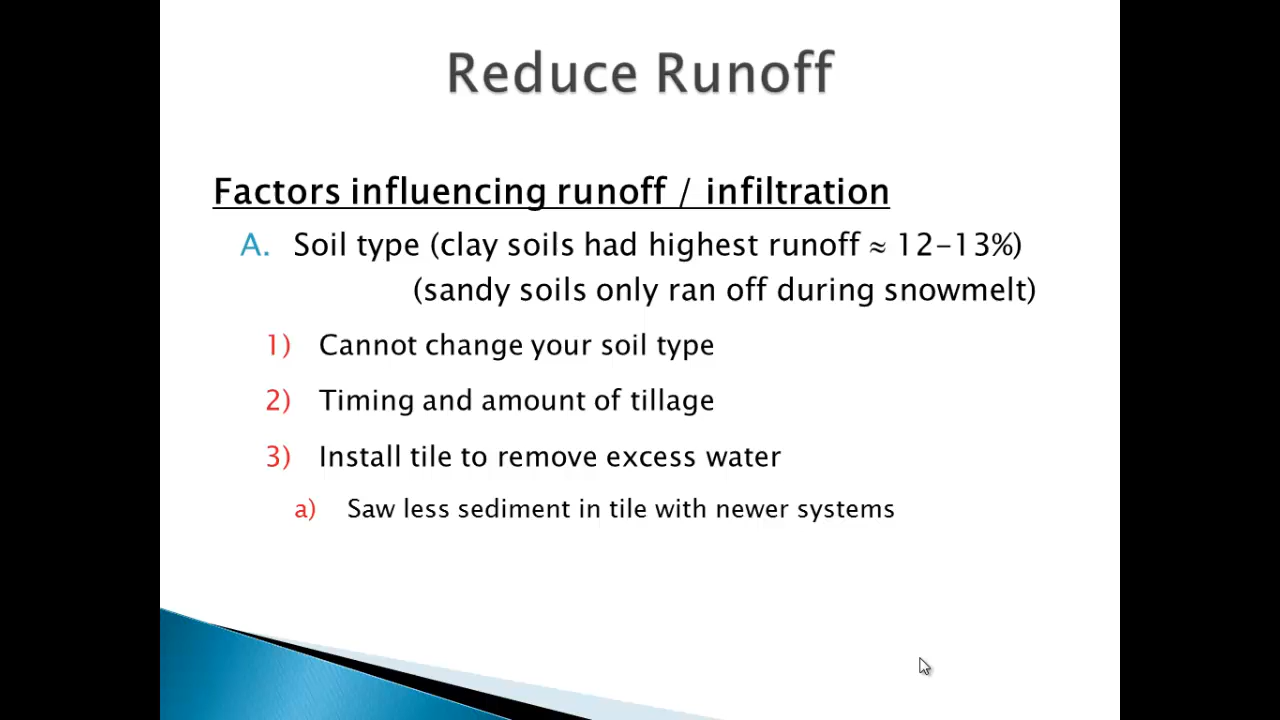 Reduce Runoff
Factors influencing runoff / infiltration
A. Soil type (clay soils had highest runoff ≈ 12-13%)
(sandy soils only ran off during snowmelt)
1) Cannot change your soil type
2) Timing and amount of tillage
3) Install tile to remove excess water
a) Saw less sediment in tile with newer systems